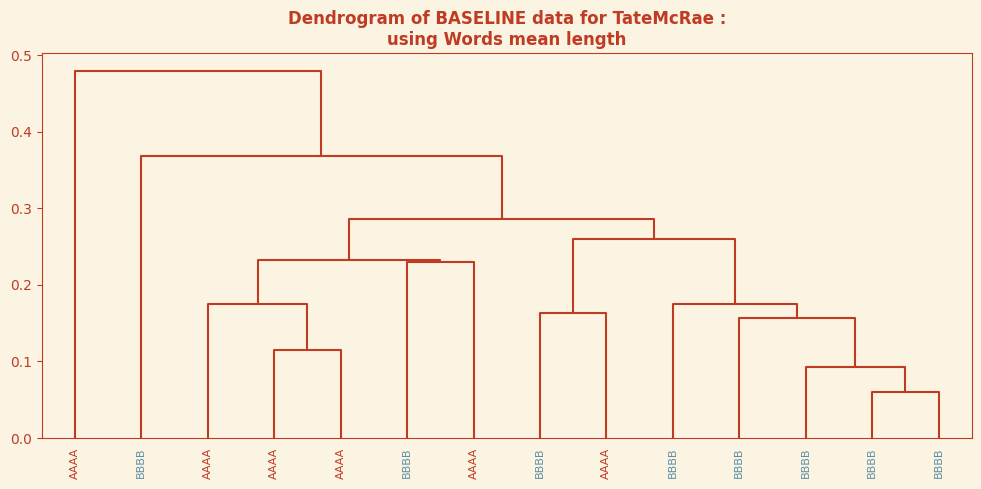 Dendrogram of BASELINE data for TateMcRae :
using Words mean length
0.5
0.4
0.3
0.2
0.1
0.0
AAAA BBBB AAAA AAAA AAAA BBBB AAAA BBBB AAAA BBBB BBBB BBBB BBBB BBBB